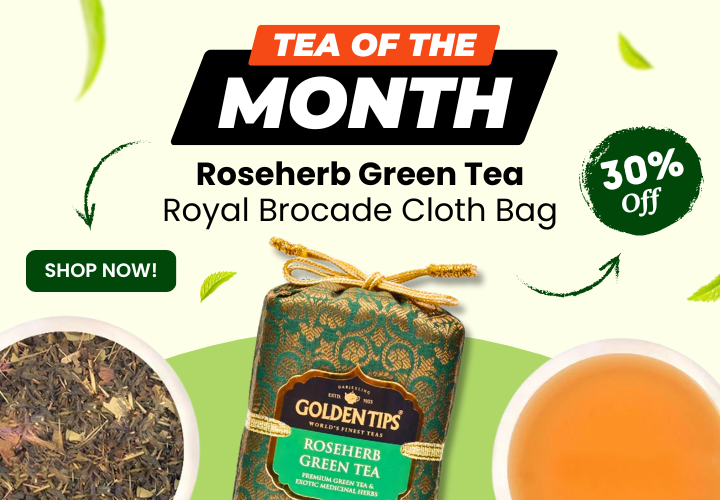 TEA OF THE
MONTH
Roseherb Green Tea
Royal Brocade Cloth Bag
30%
Off
SHOP NOW!
DARJEELING
ESTD. 1933
GOLDEN TIPS®
WORLD'S FINEST TEAS
ROSEHERB
GREEN TEA
PREMIUM GREEN TEA &
EXOTIC MEDICINAL HERBS